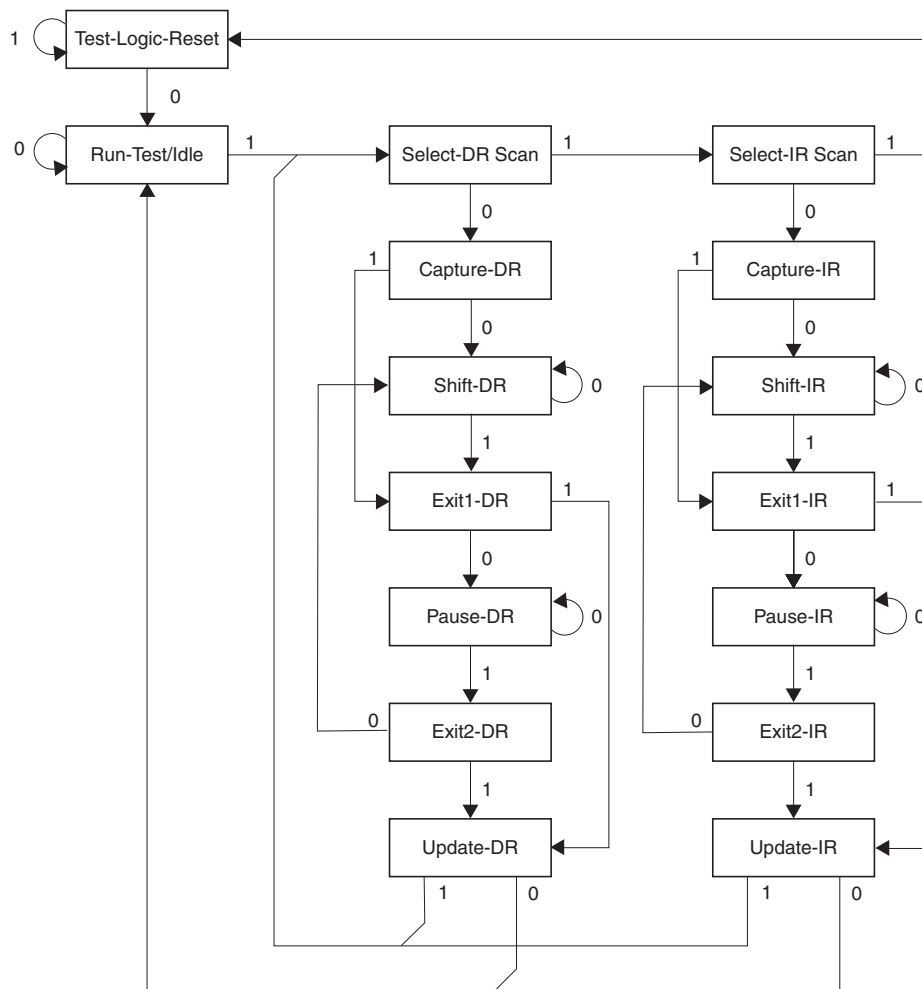 1
Test-Logic-Reset
0
0
Run-Test/Idle
1
Select-DR Scan
1
Select-IR Scan
1
0
0
1
Capture-DR
1
Capture-IR
0
0
Shift-DR
0
Shift-IR
0
1
1
Exit1-DR
1
Exit1-IR
1
0
0
Pause-DR
0
Pause-IR
0
1
1
0
Exit2-DR
0
Exit2-IR
1
1
Update-DR
Update-IR
1
0
1
0